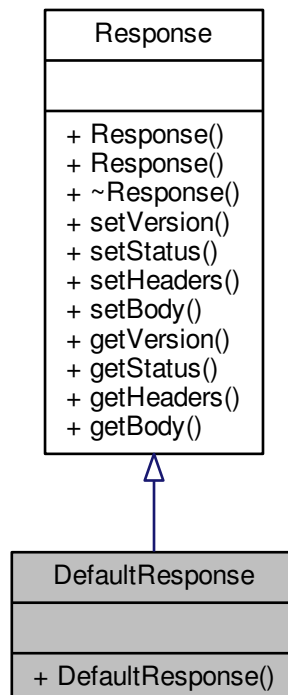 Response
+ Response()
+ Response()
+ ~Response()
+ setVersion()
+ setStatus()
+ setHeaders()
+ setBody()
+ getVersion()
+ getStatus()
+ getHeaders()
+ getBody()
DefaultResponse
+ DefaultResponse()